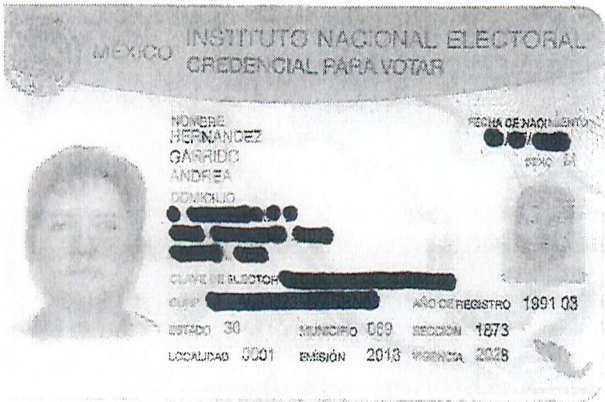 MÉXICO INSTITUTO NACIONAL ELECTORAL
CREDENCIAL PARA VOTAR
NOMBRE
HERNANDEZ
GARRIDO
ANDREA
FECHA DE NACIMIENTO
SEXO M
DOMICILIO
CLAVE DE ELECTOR
CURP
AÑO DE REGISTRO 1991 03
ESTADO 30 MUNICIPIO 089 SECCIÓN 1873
LOCALIDAD 0001 EMISIÓN 2018 VIGENCIA 2028